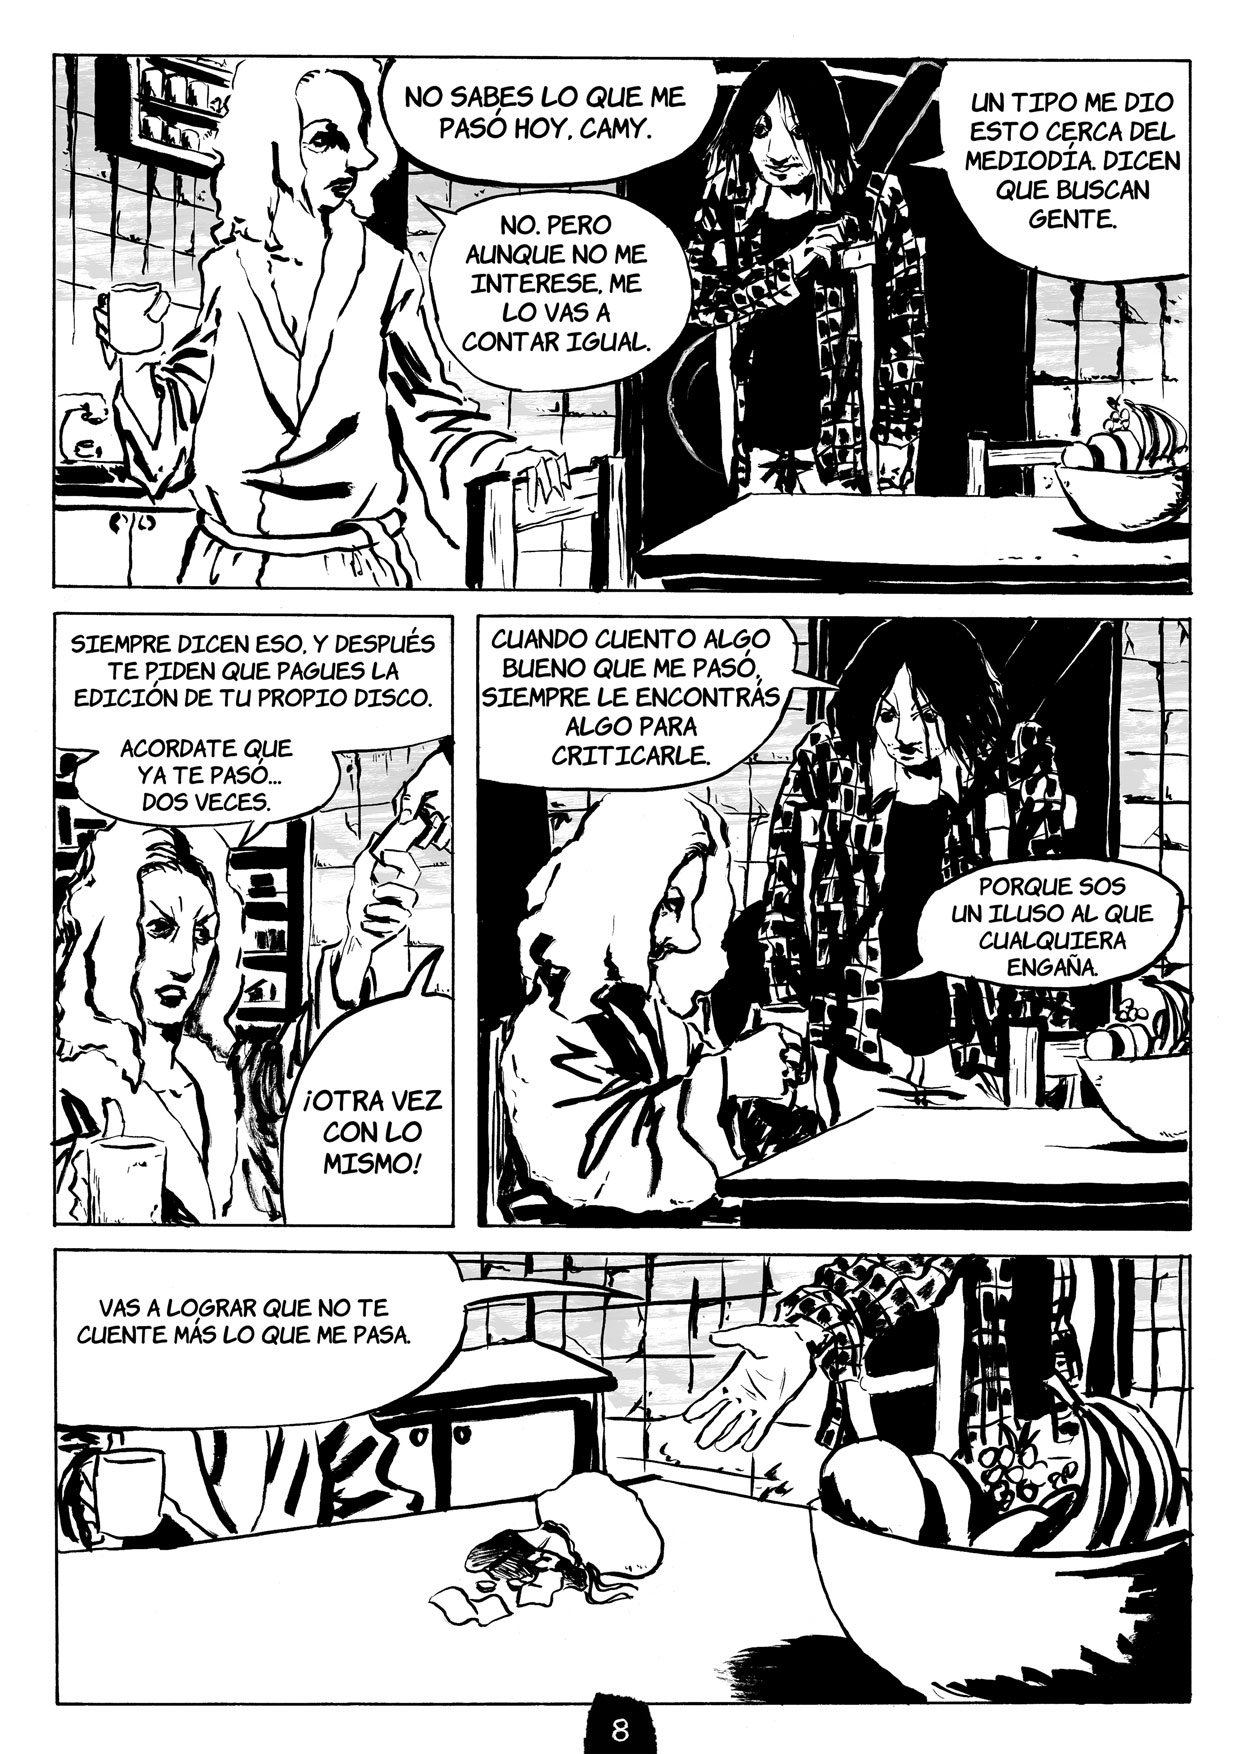 NO SABES LO QUE ME
PASÓ HOY, CAMY.
NO. PERO
AUNQUE NO ME
INTERESE, ME
LO VAS A
CONTAR IGUAL.
UN TIPO ME DIO
ESTO CERCA DEL
MEDIODÍA. DICEN
QUE BUSCAN
GENTE.
SIEMPRE DICEN ESO, Y DESPUÉS
TE PIDEN QUE PAGUES LA
EDICIÓN DE TU PROPIO DISCO.
ACORDATE QUE
YA TE PASÓ...
DOS VECES.
¡OTRA VEZ
CON LO
MISMO!
CUANDO CUENTO ALGO
BUENO QUE ME PASÓ,
SIEMPRE LE ENCONTRÁS
ALGO PARA
CRITICARLE.
PORQUE SOS
UN ILUSO AL QUE
CUALQUIERA
ENGAÑA.
VAS A LOGRAR QUE NO TE
CUENTE MÁS LO QUE ME PASA.
8